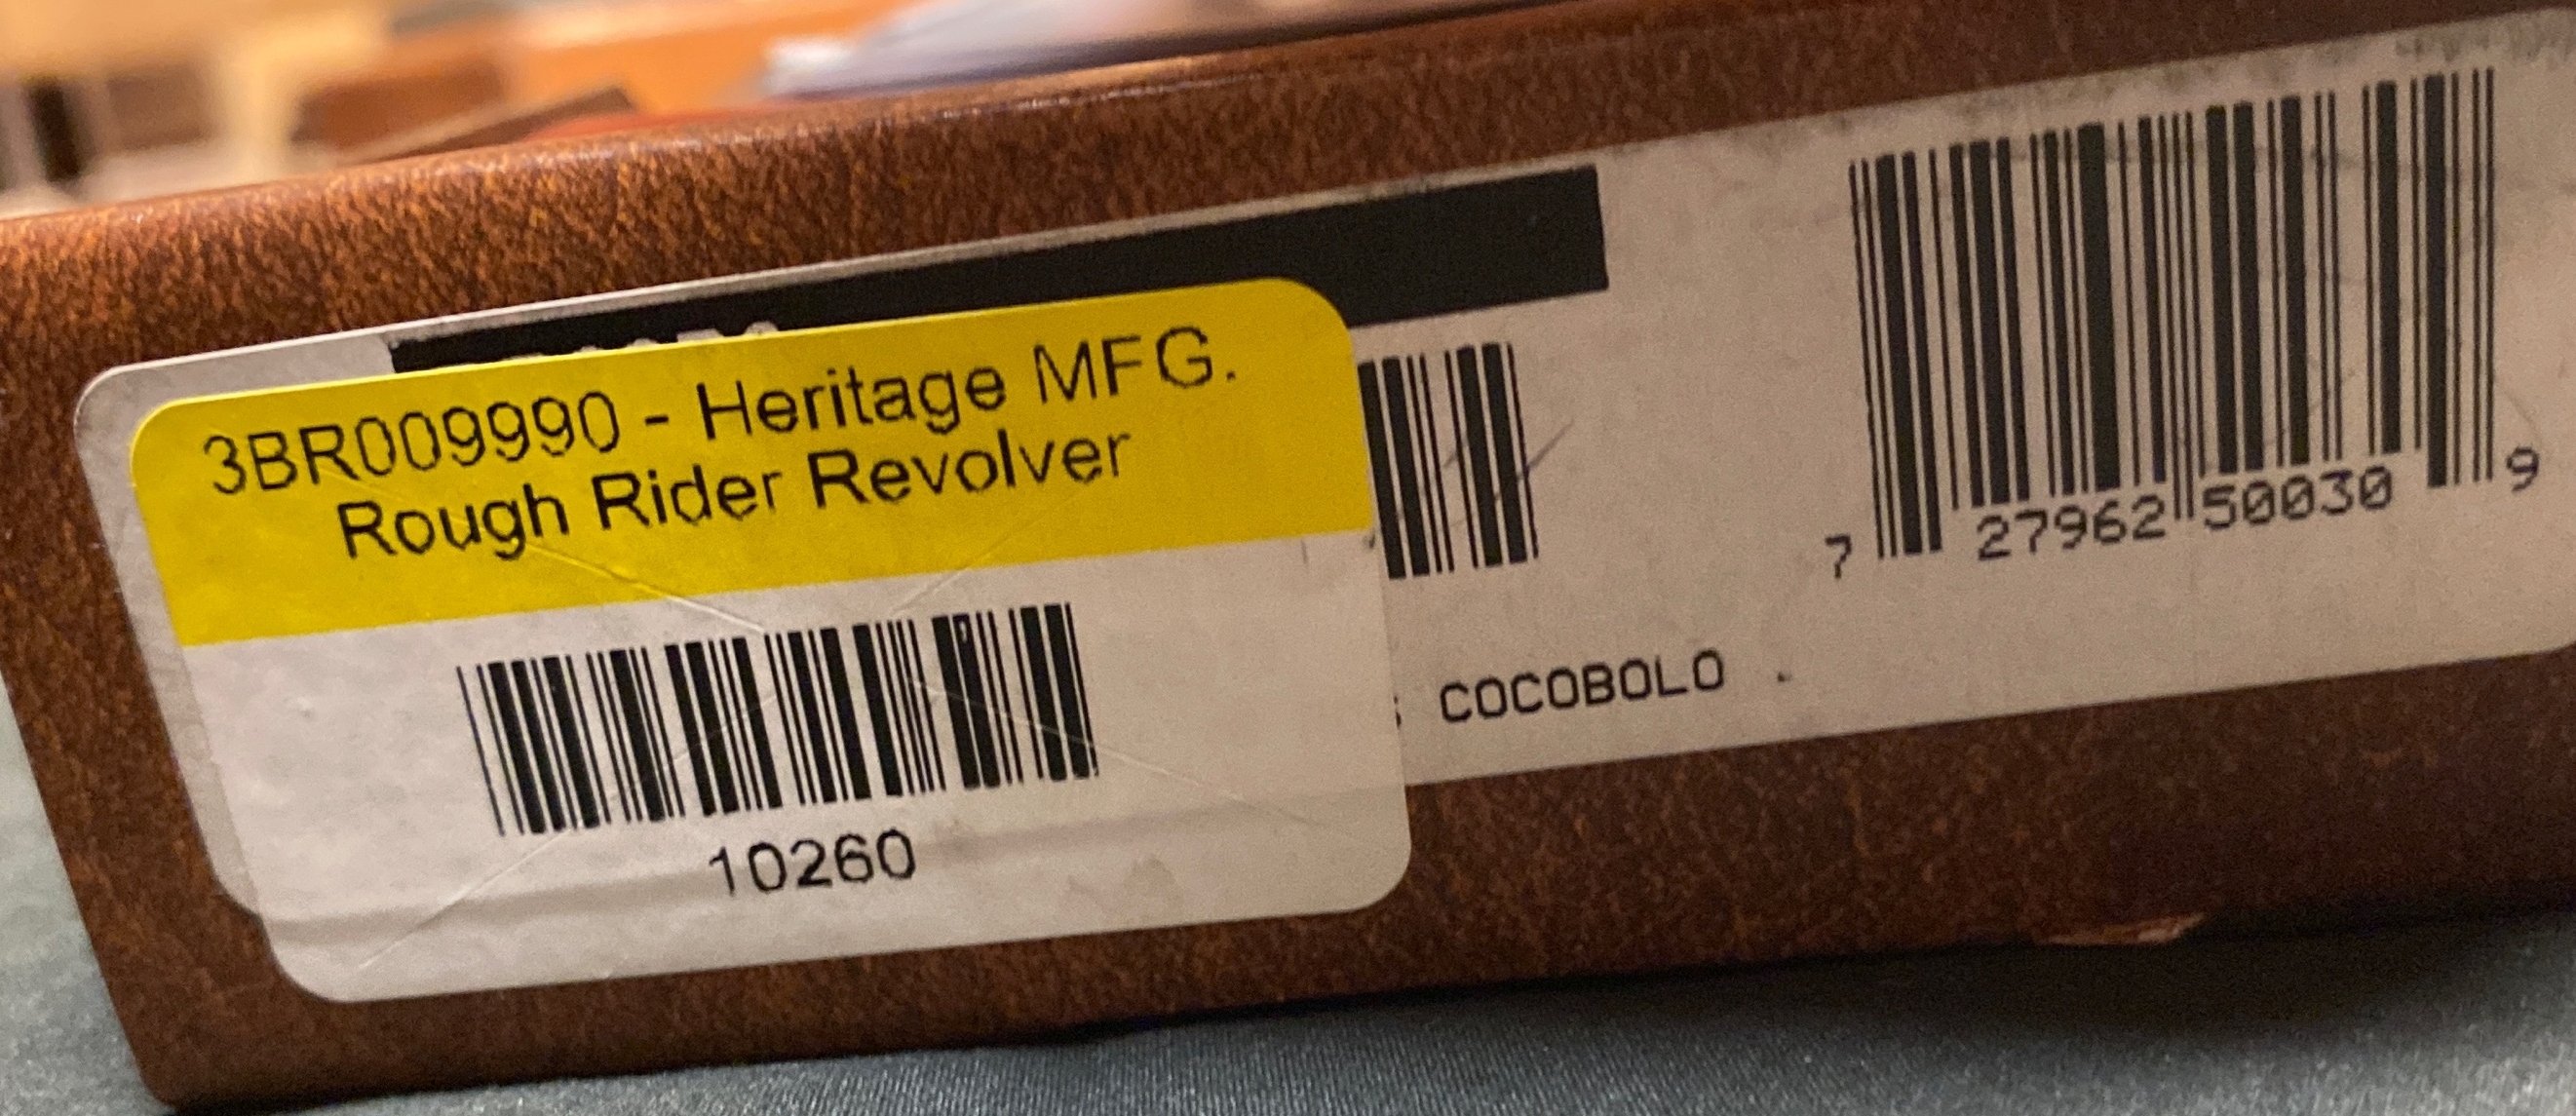 3BR009990 - Heritage MFG.
Rough Rider Revolver
10260
COCOBOLO
7 27962 50030 9